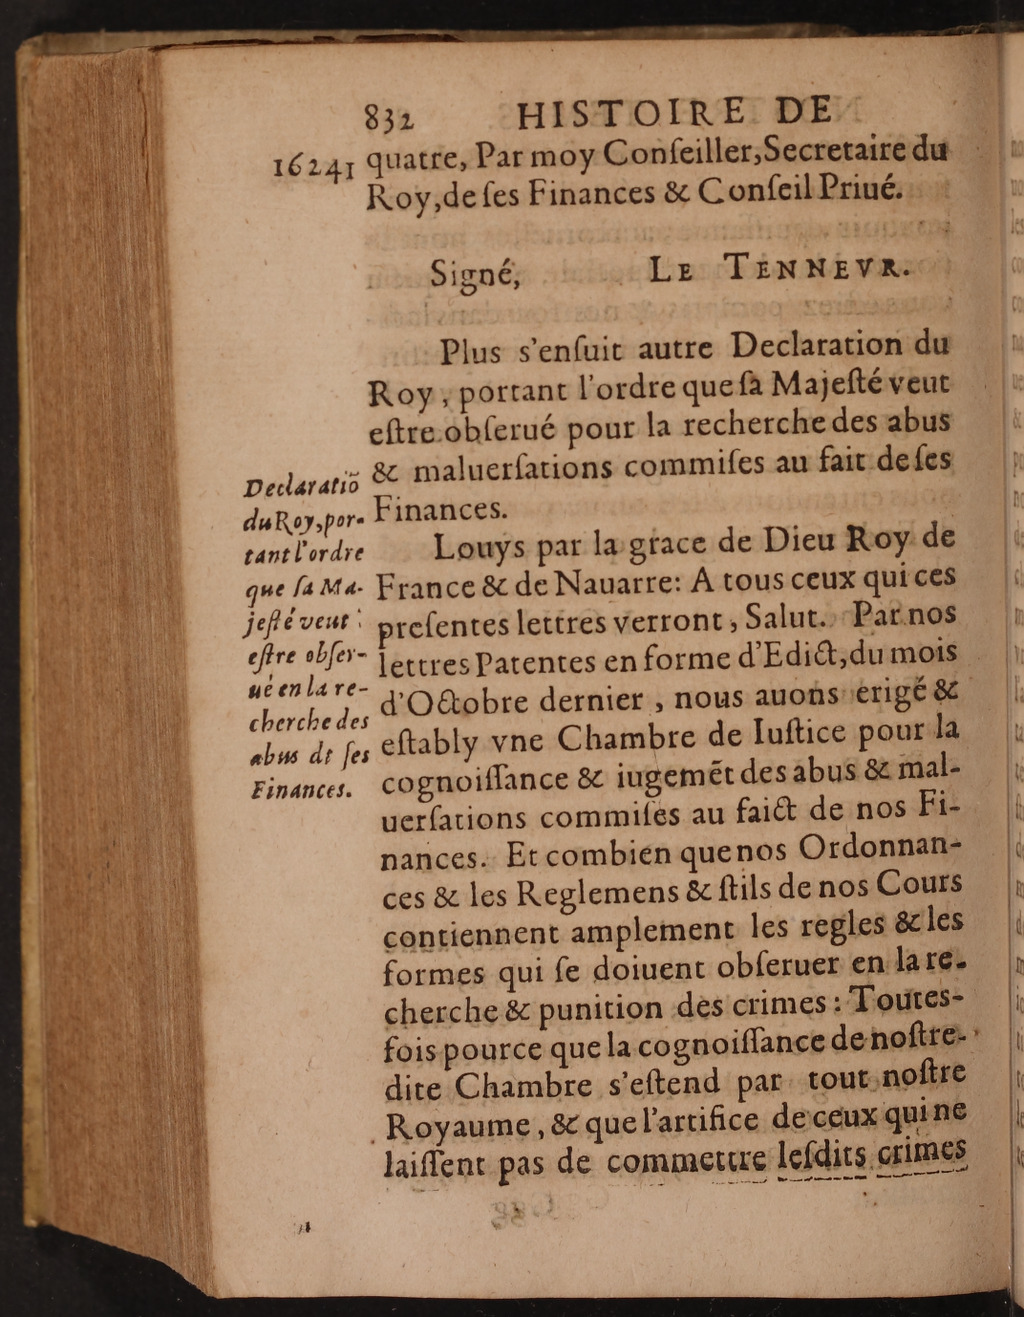 832 HISTOIRE DE
16241 quatre, Par moy Conſeiller, Secretaire du
Roy, de ſes Finances & Conſeil Priué.
Signé, LE TENNEVR.
Plus s'enſuit autre Declaration du
Roy, portant l'ordre que ſa Majeſté veut
eſtre obſerué pour la recherche des abus
& maluerſations commiſes au fait de ſes
Finances.
Declaratiõ
du Roy, por-
tant l'ordre
que ſa Ma-
jeſté veut
eſtre obſer-
ué en la re-
cherche des
abus de ſes
Finances.
Louys par la grace de Dieu Roy de
France & de Nauarre: A tous ceux qui ces
preſentes lettres verront, Salut. Par nos
lettres Patentes en forme d'Edict, du mois
d'Octobre dernier, nous auons erigé &
eſtably vne Chambre de Iuſtice pour la
cognoiſſance & iugemẽt des abus & mal-
uerſations commiſes au faict de nos Fi-
nances. Et combien que nos Ordonnan-
ces & les Reglemens & ſtils de nos Cours
contiennent amplement les regles & les
formes qui ſe doiuent obſeruer en la re-
cherche & punition des crimes: Toutes-
fois pource que la cognoiſſance de noſtre-
dite Chambre s'eſtend par tout noſtre
Royaume, & que l'artifice de ceux qui ne
laiſſent pas de commettre leſdits crimes